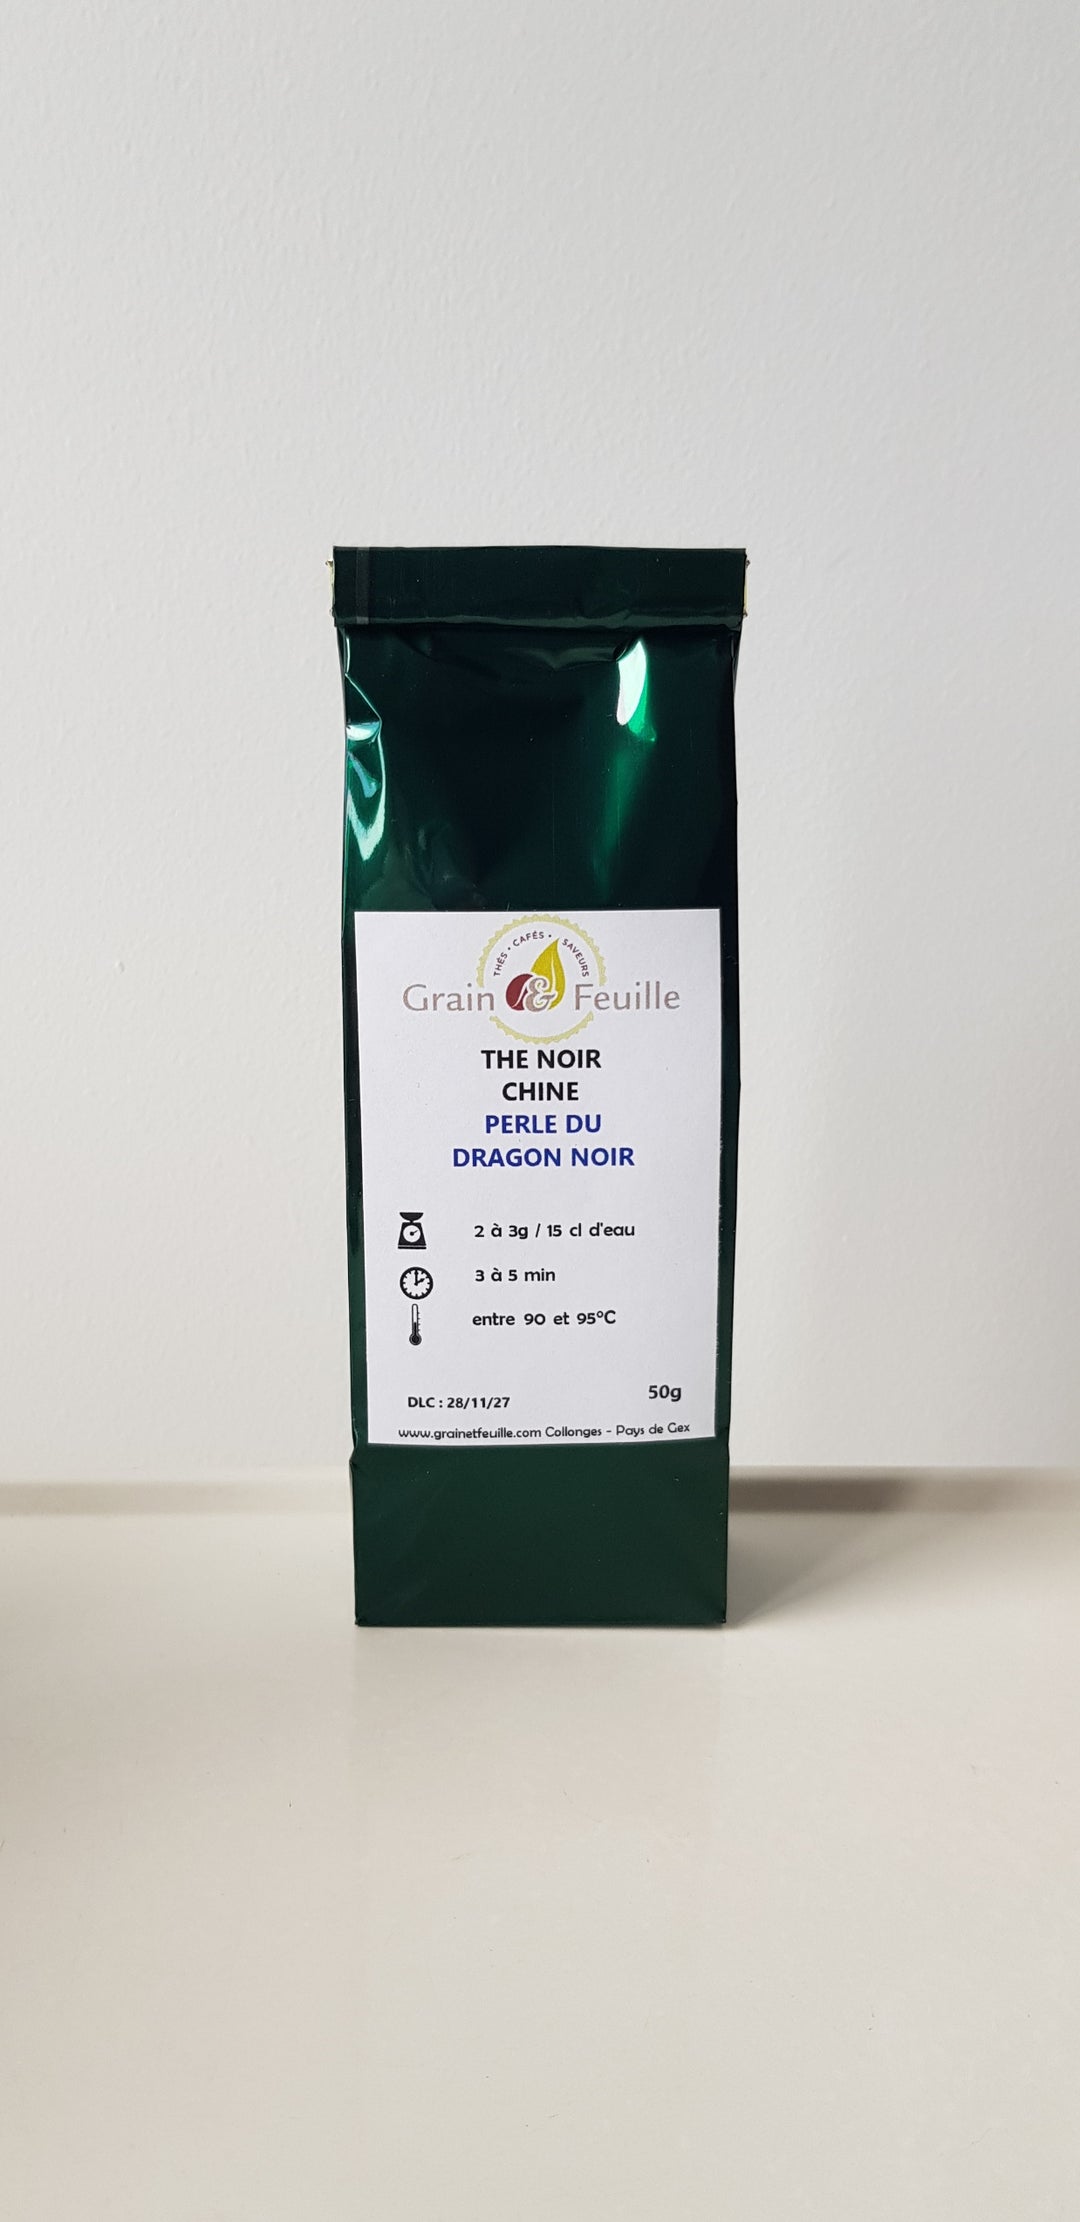 THÉS • CAFÉS • SAVEURS
Grain & Feuille
THE NOIR
CHINE
PERLE DU
DRAGON NOIR
2 à 3g / 15 cl d'eau
3 à 5 min
entre 90 et 95°C
50g
DLC : 28/11/27
www.grainetfeuille.com Collonges - Pays de Gex